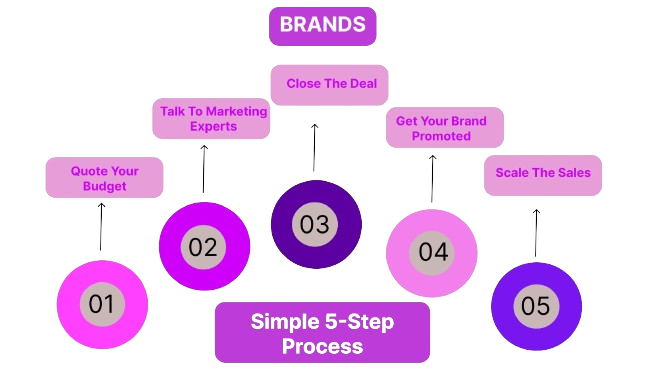 BRANDS
Close The Deal
Talk To Marketing
Experts
Get Your Brand
Promoted
Quote Your
Budget
Scale The Sales
01
02
03
04
05
Simple 5-Step
Process